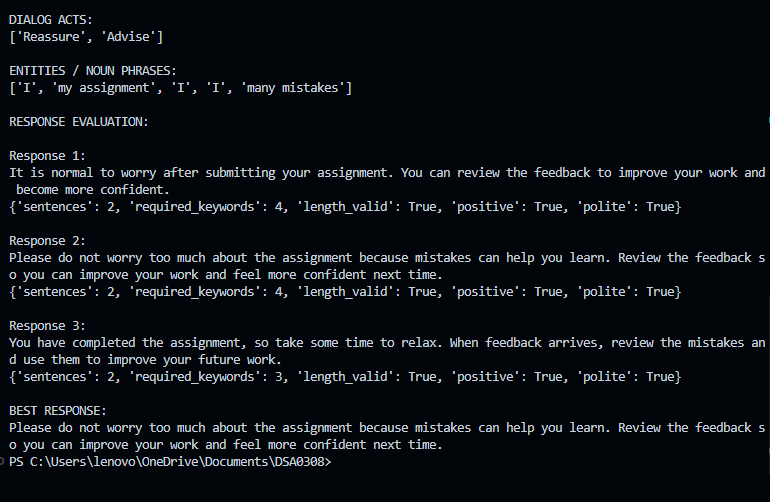 DIALOG ACTS:
['Reassure', 'Advise']
ENTITIES / NOUN PHRASES:
['I', 'my assignment', 'I', 'I', 'many mistakes']
RESPONSE EVALUATION:
Response 1:
It is normal to worry after submitting your assignment. You can review the feedback to improve your work and
 become more confident.
{'sentences': 2, 'required_keywords': 4, 'length_valid': True, 'positive': True, 'polite': True}
Response 2:
Please do not worry too much about the assignment because mistakes can help you learn. Review the feedback s
o you can improve your work and feel more confident next time.
{'sentences': 2, 'required_keywords': 4, 'length_valid': True, 'positive': True, 'polite': True}
Response 3:
You have completed the assignment, so take some time to relax. When feedback arrives, review the mistakes an
d use them to improve your future work.
{'sentences': 2, 'required_keywords': 3, 'length_valid': True, 'positive': True, 'polite': True}
BEST RESPONSE:
Please do not worry too much about the assignment because mistakes can help you learn. Review the feedback s
o you can improve your work and feel more confident next time.
PS C:\Users\lenovo\OneDrive\Documents\DSA0308>